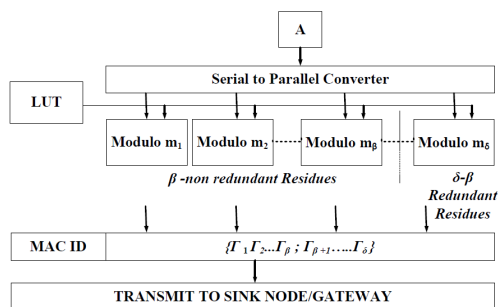 A
Serial to Parallel Converter
LUT
Modulo m1 Modulo m2 Modulo mβ Modulo mδ
β -non redundant Residues
δ-β
Redundant
Residues
MAC ID {Γ1 Γ2...Γβ ; Γβ+1.....Γδ}
TRANSMIT TO SINK NODE/GATEWAY